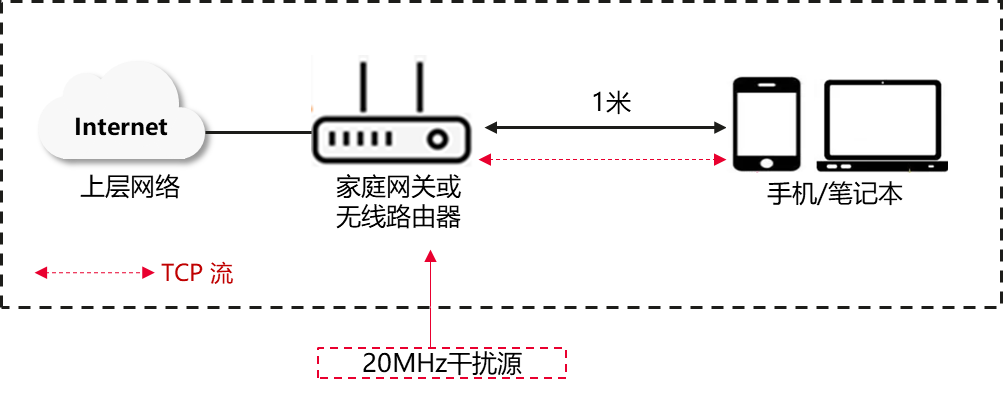 Internet
上层网络
1米
家庭网关或
无线路由器
手机/笔记本
TCP 流
20MHz干扰源